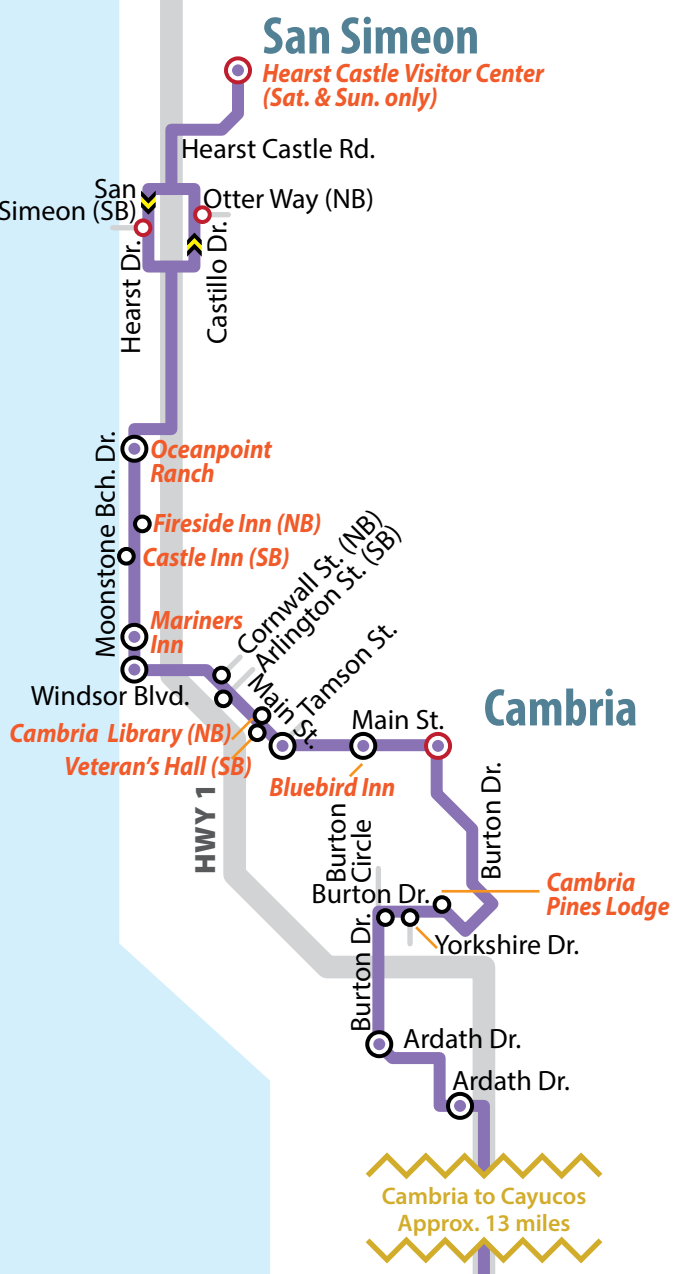 San Simeon
Hearst Castle Visitor Center
(Sat. & Sun. only)
Hearst Castle Rd.
San
Simeon (SB)
Otter Way (NB)
Hearst Dr.
Castillo Dr.
Moonstone Bch. Dr.
Oceanpoint
Ranch
Fireside Inn (NB)
Castle Inn (SB)
Cornwall St. (NB)
Arlington St. (SB)
Mariners
Inn
Windsor Blvd.
Main St.
Tamson St.
Cambria Library (NB)
Veteran's Hall (SB)
Main St.
Cambria
Bluebird Inn
HWY 1
Burton
Circle
Burton Dr.
Burton Dr.
Cambria
Pines Lodge
Yorkshire Dr.
Burton Dr.
Ardath Dr.
Ardath Dr.
Cambria to Cayucos
Approx. 13 miles